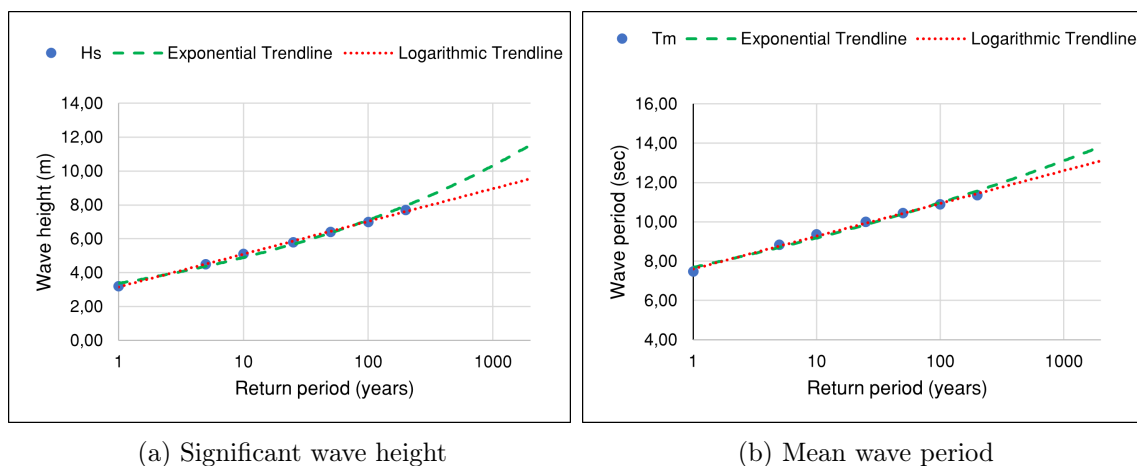 Hs Exponential Trendline Logarithmic Trendline
14,00
12,00
10,00
8,00
6,00
4,00
2,00
0,00
Wave height (m)
1 10 100 1000
Return period (years)
(a) Significant wave height
Tm Exponential Trendline Logarithmic Trendline
16,00
14,00
12,00
10,00
8,00
6,00
4,00
Wave period (sec)
1 10 100 1000
Return period (years)
(b) Mean wave period